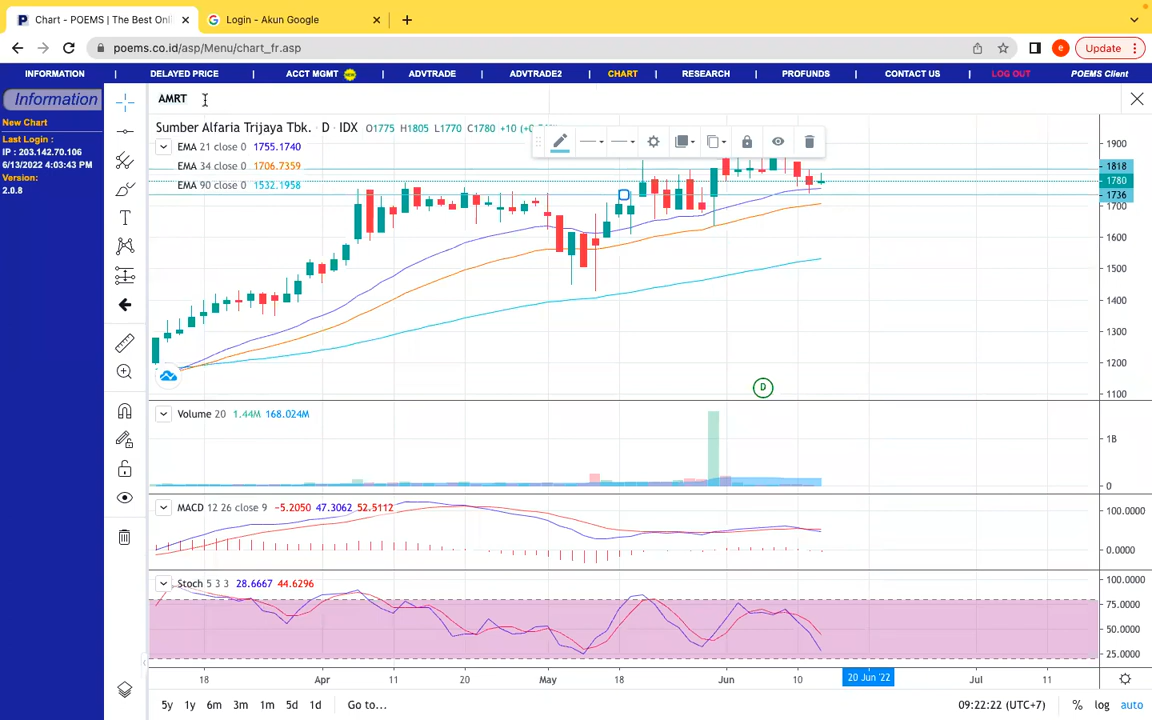 Chart - POEMS | The Best Onl
Login - Akun Google
poems.co.id/asp/Menu/chart_fr.asp
e
Update
INFORMATION | DELAYED PRICE | ACCT MGMT NEW | ADVTRADE | ADVTRADE2 | CHART | RESEARCH | PROFUNDS | CONTACT US | LOG OUT POEMS Client
Information
New Chart
Last Login :
IP : 203.142.70.106
6/13/2022 4:03:43 PM
Version:
2.0.8
AMRT
Sumber Alfaria Trijaya Tbk. · D · IDX O1775 H1805 L1770 C1780 +10
EMA 21 close 0 1755.1740
EMA 34 close 0 1706.7359
EMA 90 close 0 1532.1958
1900
1818
1780
1736
1700
1600
1500
1400
1300
1200
1100
D
Volume 20 1.44M 168.024M
1B
0
MACD 12 26 close 9 −5.2050 47.3062 52.5112
100.0000
0.0000
Stoch 5 3 3 28.6667 44.6296
100.0000
75.0000
50.0000
25.0000
18 Apr 11 20 May 18 Jun 10 20 Jun '22 Jul 11
5y 1y 6m 3m 1m 5d 1d Go to... 09:22:22 (UTC+7) % log auto